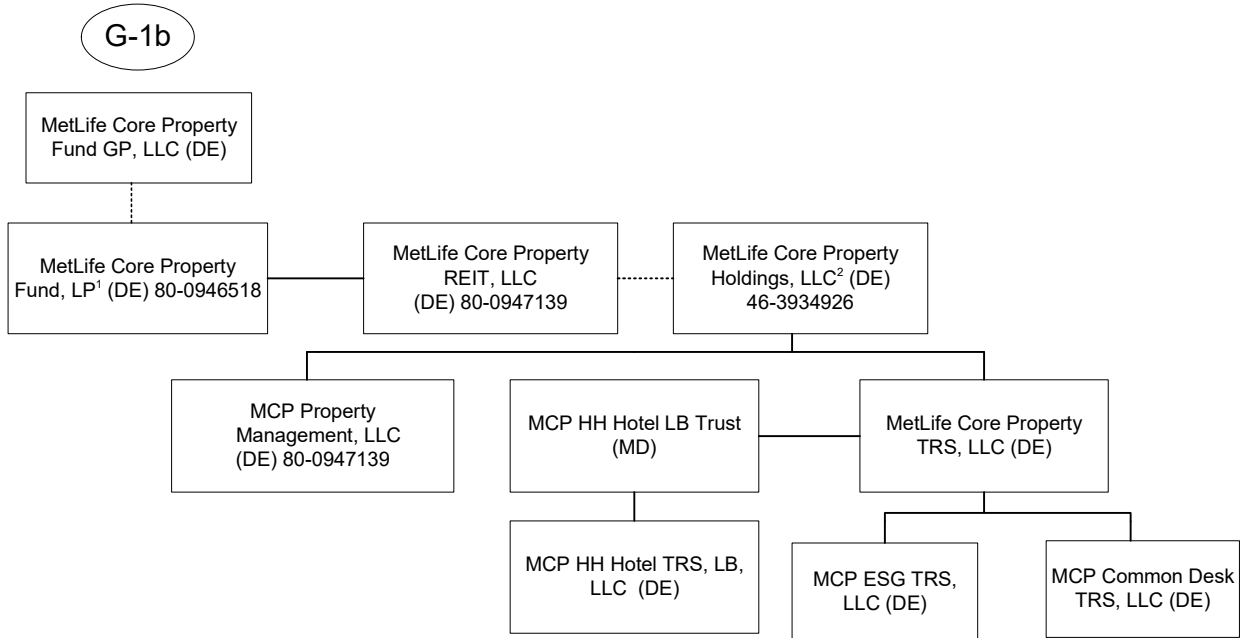 G-1b
MetLife Core Property
Fund GP, LLC (DE)
MetLife Core Property
Fund, LP¹ (DE) 80-0946518
MetLife Core Property
REIT, LLC
(DE) 80-0947139
MetLife Core Property
Holdings, LLC² (DE)
46-3934926
MCP Property
Management, LLC
(DE) 80-0947139
MCP HH Hotel LB Trust
(MD)
MetLife Core Property
TRS, LLC (DE)
MCP HH Hotel TRS, LB,
LLC (DE)
MCP ESG TRS,
LLC (DE)
MCP Common Desk
TRS, LLC (DE)